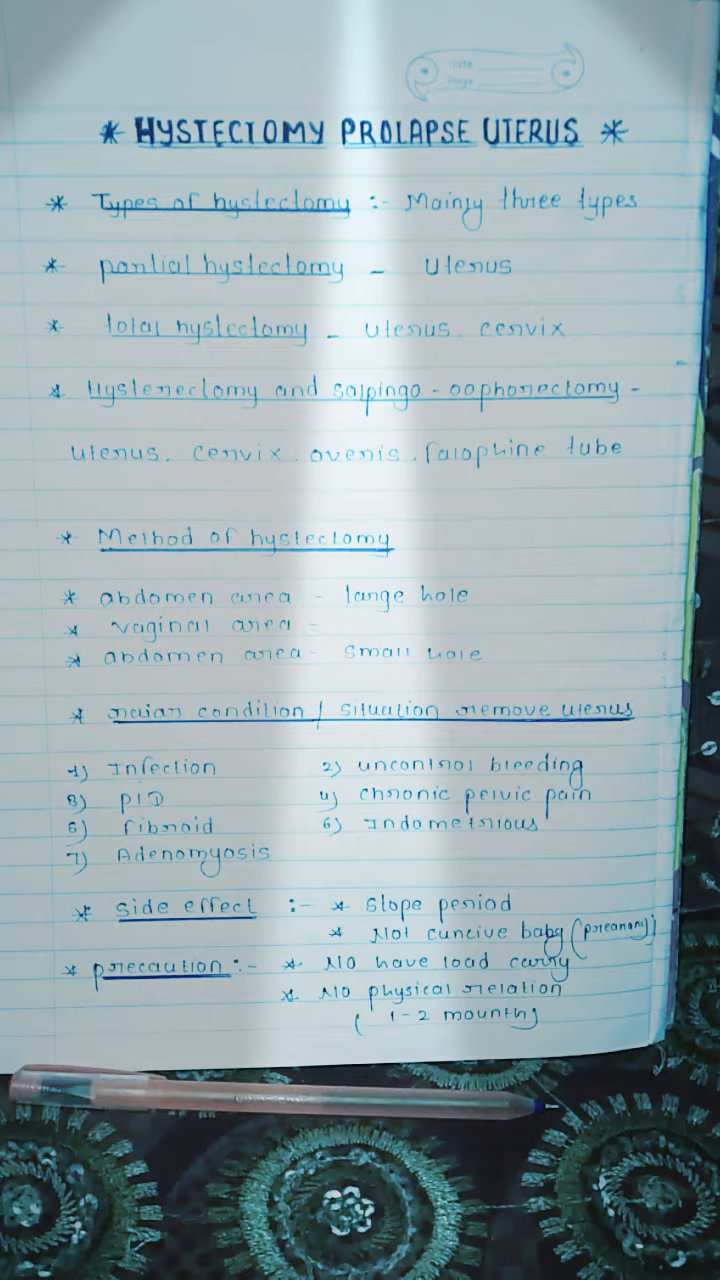 Date
Page
* HYSTECTOMY PROLAPSE UTERUS *
* Types of hystectomy :- Mainly three types
* partial hystectomy - Uterus
* total hystectomy - Uterus. cervix
* Hysterectomy and salpingo - oophorectomy -
Uterus. cervix. overis. falophine tube
* Method of hystectomy
* abdomen area - large hole
* vaginal area -
* abdomen area - small hole
* condition / situation remove uterus
1) Infection 2) uncontrol bleeding
3) PID 4) chronic pelvic pain
5) fibroid 6) Indometrious
7) Adenomyosis
* Side effect :- * Stope period
* Not cuncive baby
* precaution :- * NO have load carry
* NO physical relation
( 1-2 mounth)